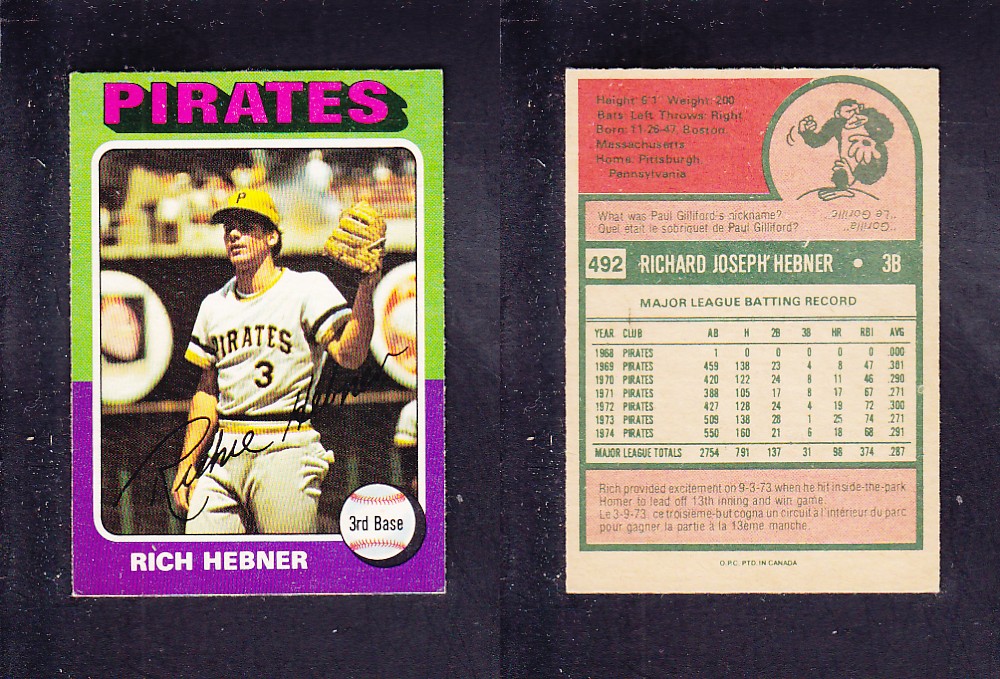 PIRATES
P
PIRATES
3
Richie Hebner
3rd Base
RICH HEBNER
Height: 6'1 Weight: 200
Bats: Left Throws: Right
Born: 11-26-47 Boston
Massachusetts
Home: Pittsburgh
Pennsylvania
What was Paul Gilliford's nickname?
Quel était le sobriquet de Paul Gilliford?
"Gorilla"
"Le Gorille"
492 RICHARD JOSEPH HEBNER • 3B
MAJOR LEAGUE BATTING RECORD
YEAR CLUB AB H 2B 3B HR RBI AVG
1968 PIRATES 1 0 0 0 0 0 .000
1969 PIRATES 459 138 23 4 8 47 .301
1970 PIRATES 420 122 24 8 11 46 .290
1971 PIRATES 388 105 17 8 17 67 .271
1972 PIRATES 427 128 24 4 19 72 .300
1973 PIRATES 509 138 28 1 25 74 .271
1974 PIRATES 550 160 21 6 18 68 .291
MAJOR LEAGUE TOTALS 2754 791 137 31 98 374 .287
Rich provided excitement on 9-3-73 when he hit inside-the-park
Homer to lead off 13th inning and win game.
Le 3-9-73, ce troisième-but cogna un circuit à l'intérieur du parc
pour gagner la partie à la 13ème manche.
O.P.C. PTD. IN CANADA